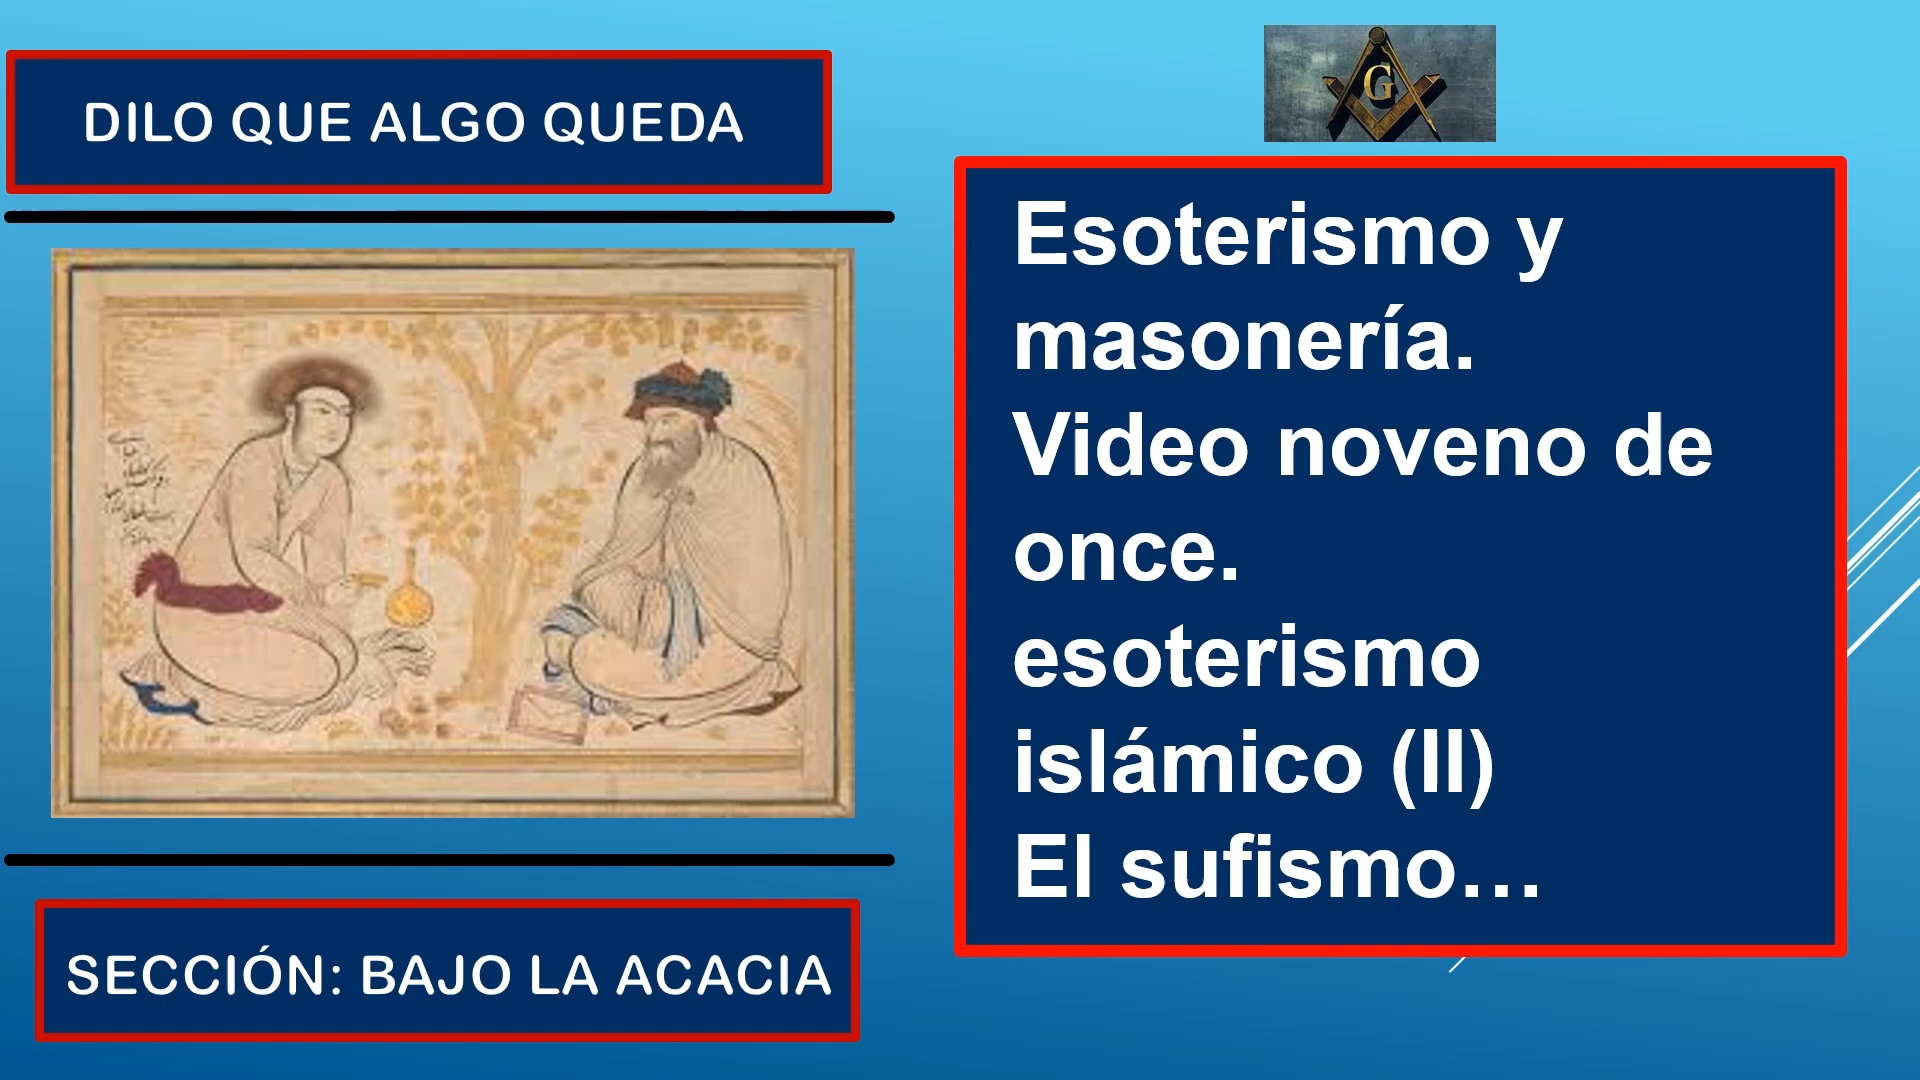 DILO QUE ALGO QUEDA
G
Esoterismo y
masonería.
Video noveno de
once.
esoterismo
islámico (II)
El sufismo…
SECCIÓN: BAJO LA ACACIA